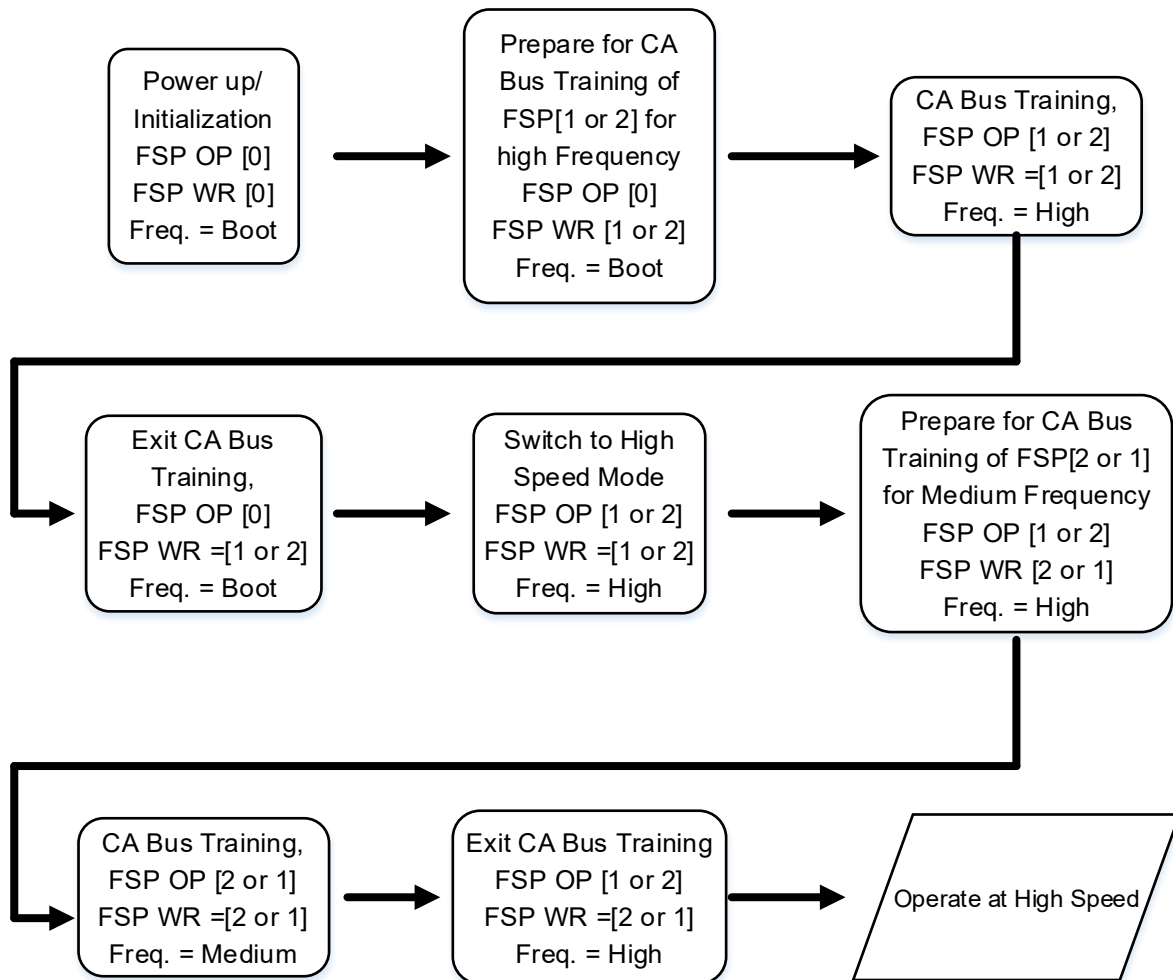 Power up/
Initialization
FSP OP [0]
FSP WR [0]
Freq. = Boot
Prepare for CA
Bus Training of
FSP[1 or 2] for
high Frequency
FSP OP [0]
FSP WR [1 or 2]
Freq. = Boot
CA Bus Training,
FSP OP [1 or 2]
FSP WR =[1 or 2]
Freq. = High
Exit CA Bus
Training,
FSP OP [0]
FSP WR =[1 or 2]
Freq. = Boot
Switch to High
Speed Mode
FSP OP [1 or 2]
FSP WR =[1 or 2]
Freq. = High
Prepare for CA Bus
Training of FSP[2 or 1]
for Medium Frequency
FSP OP [1 or 2]
FSP WR [2 or 1]
Freq. = High
CA Bus Training,
FSP OP [2 or 1]
FSP WR =[2 or 1]
Freq. = Medium
Exit CA Bus Training
FSP OP [1 or 2]
FSP WR =[2 or 1]
Freq. = High
Operate at High Speed